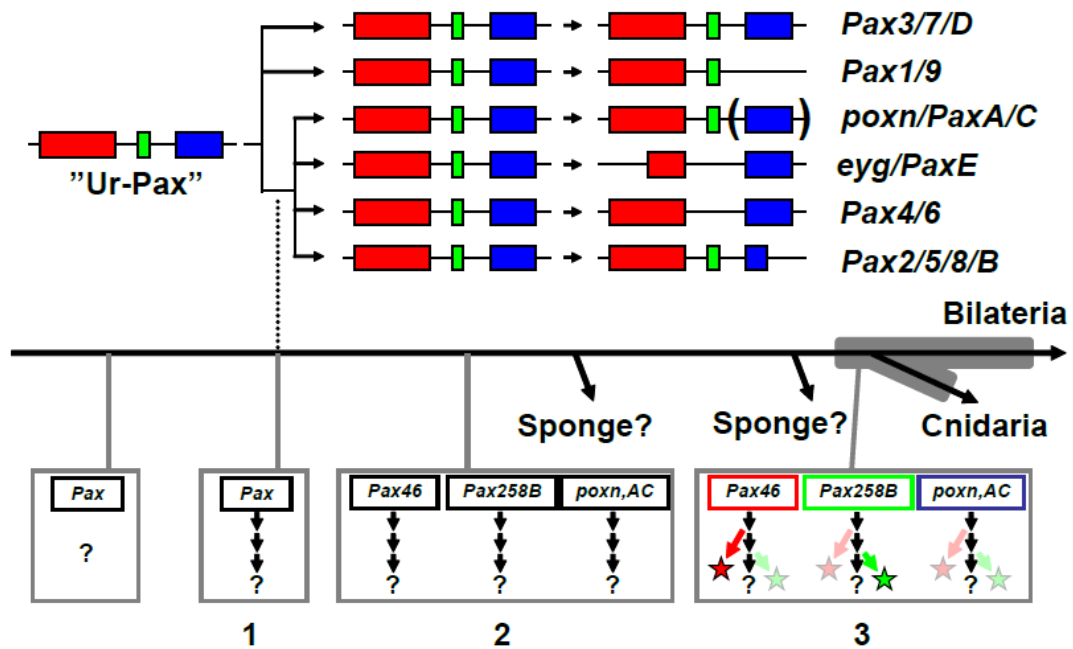 Pax3/7/D
Pax1/9
( ) poxn/PaxA/C
"Ur-Pax"
eyg/PaxE
Pax4/6
Pax2/5/8/B
Bilateria
Sponge?
Sponge?
Cnidaria
Pax
Pax
Pax46 Pax258B poxn,AC
Pax46 Pax258B poxn,AC
?
? ? ? ? ? ? ?
1 2 3